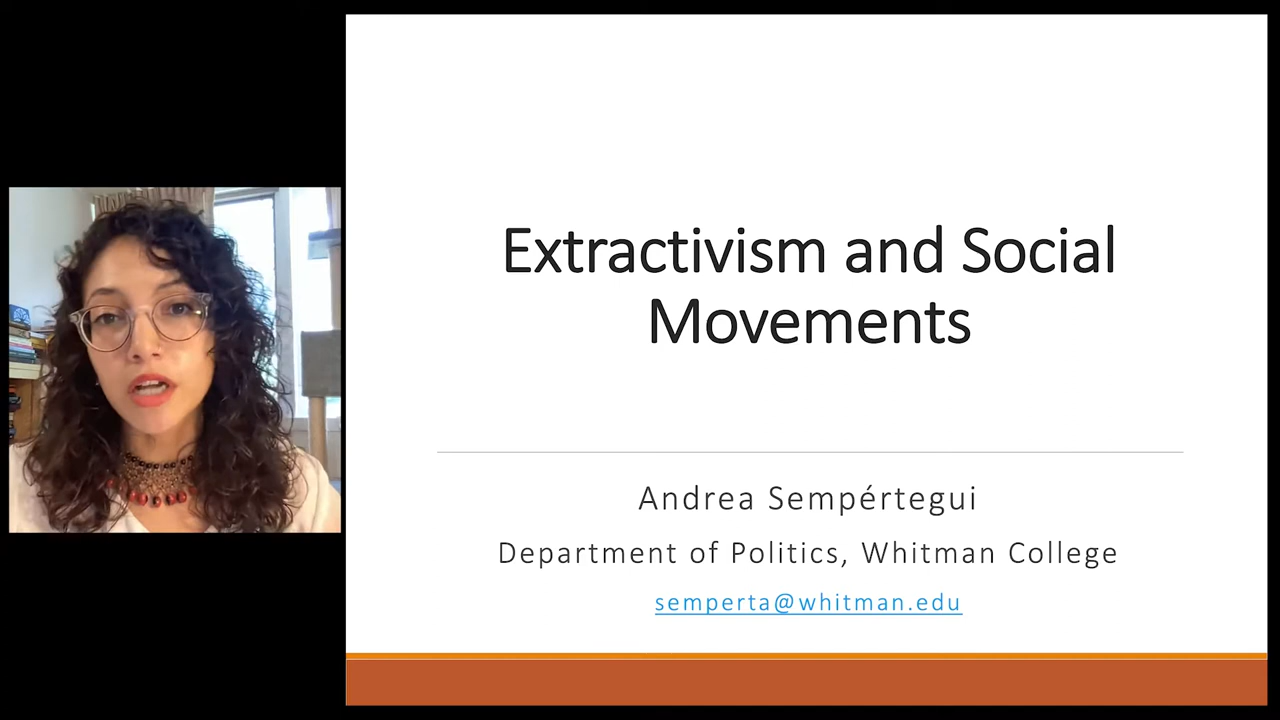 Extractivism and Social
Movements
Andrea Sempértegui
Department of Politics, Whitman College
semperta@whitman.edu